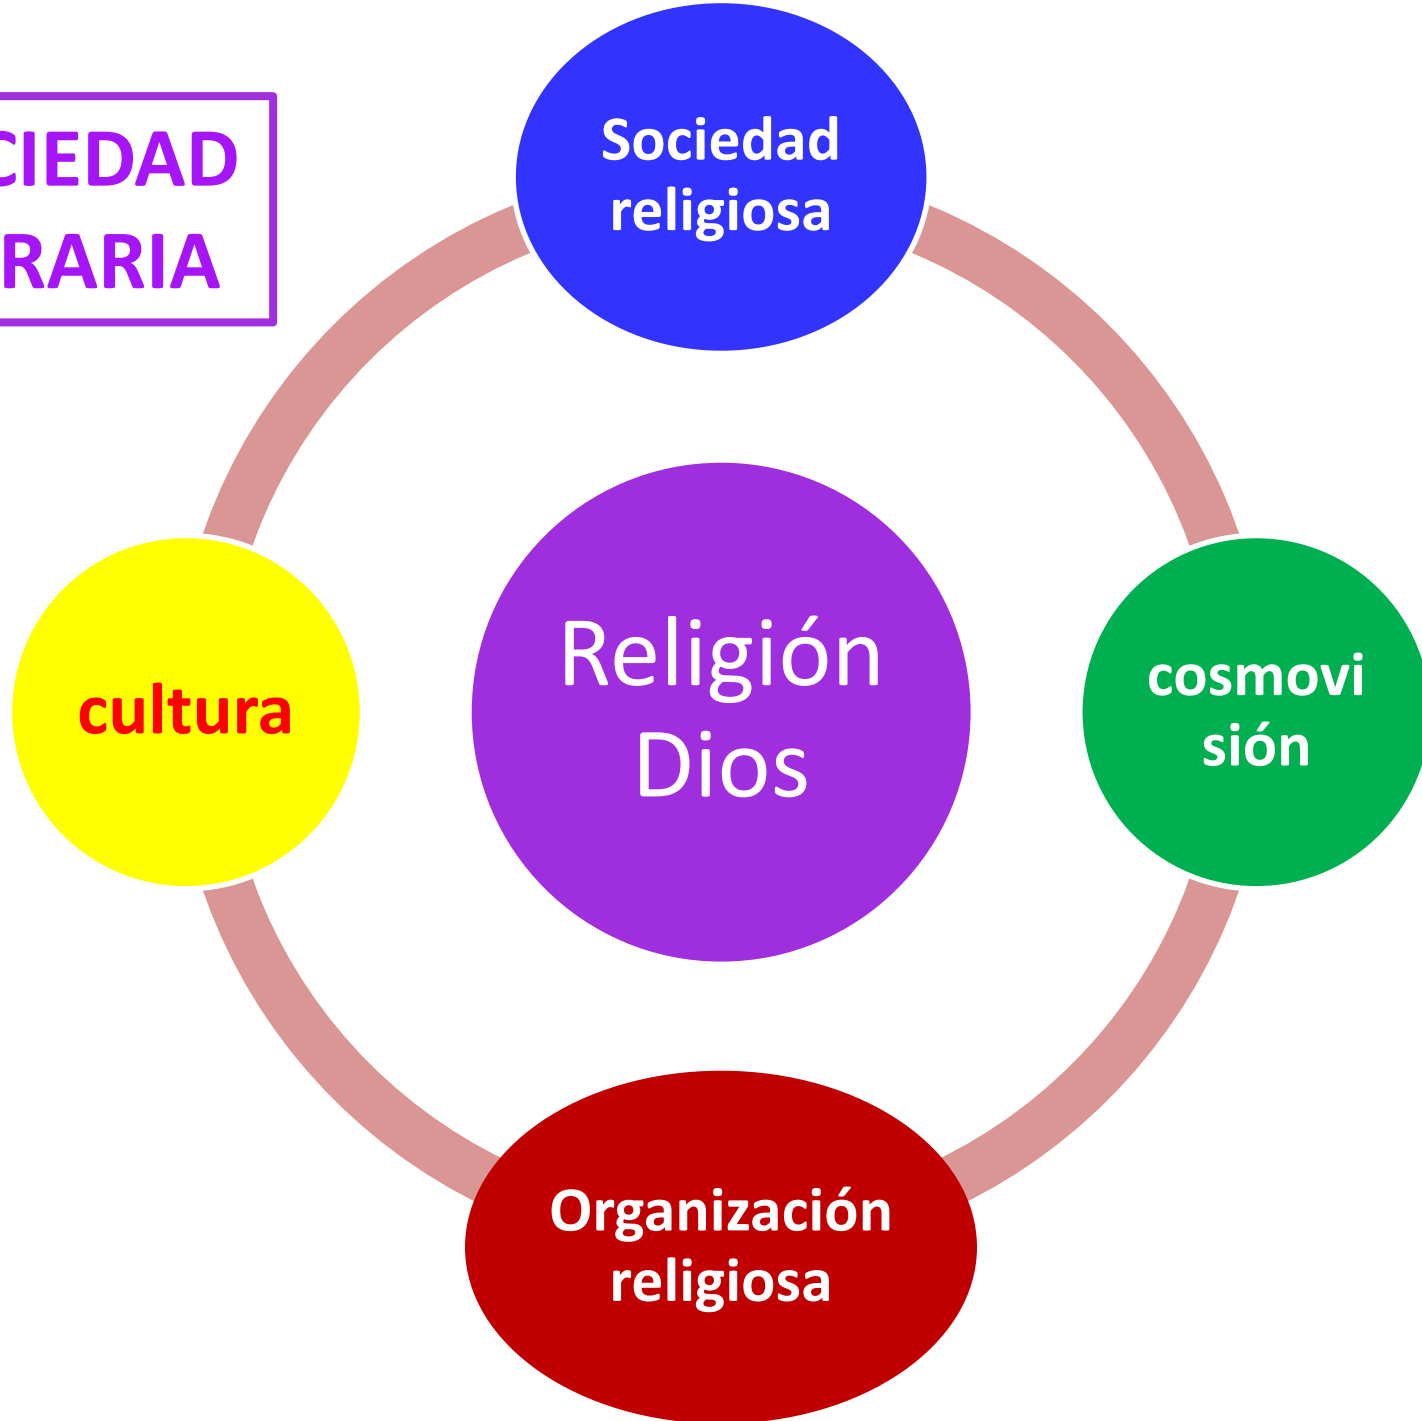 CIEDAD
RARIA
Sociedad
religiosa
Religión
Dios
cultura
cosmovi
sión
Organización
religiosa